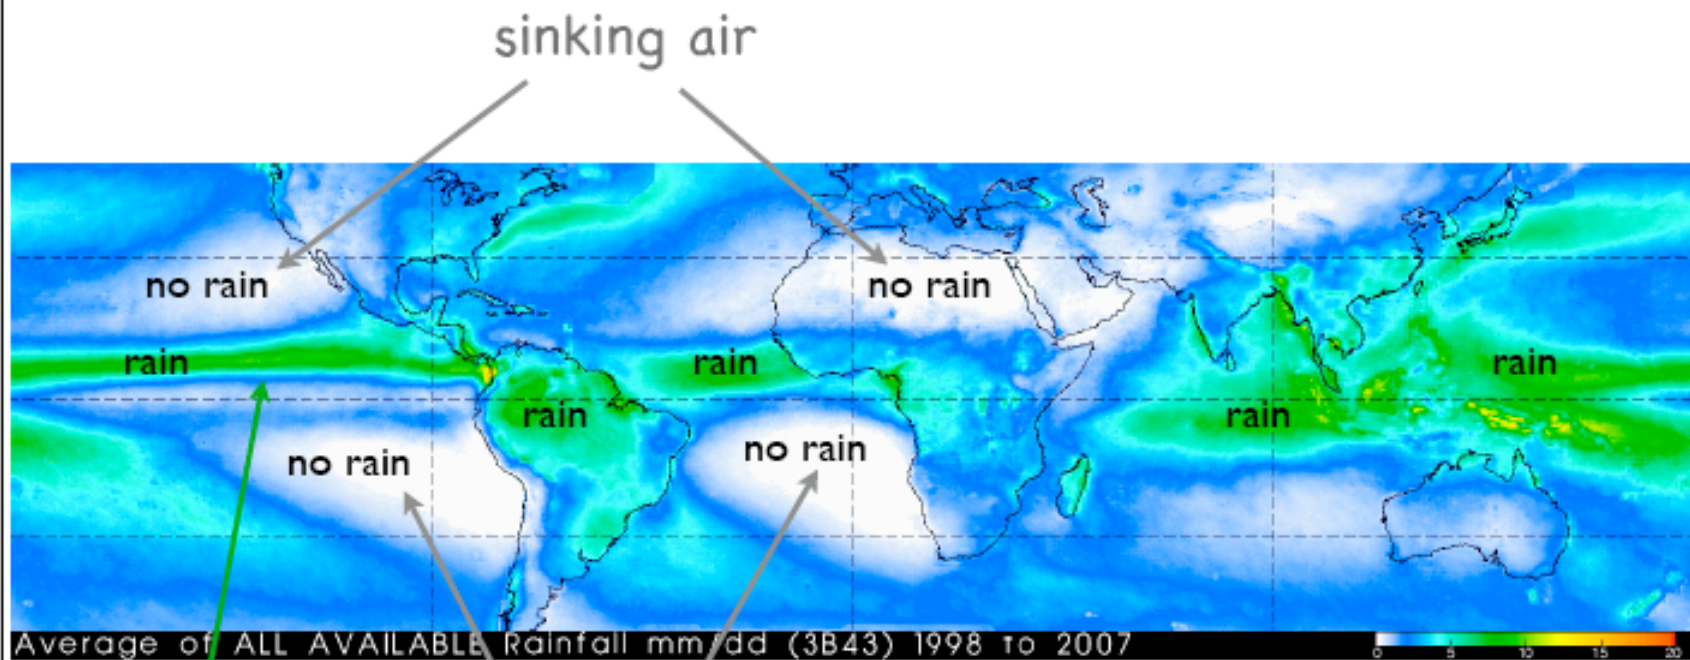 sinking air
no rain
no rain
rain
rain
rain
rain
rain
no rain
no rain
Average of ALL AVAILABLE Rainfall mm/dd (3B43) 1998 to 2007
0 5 10 15 20